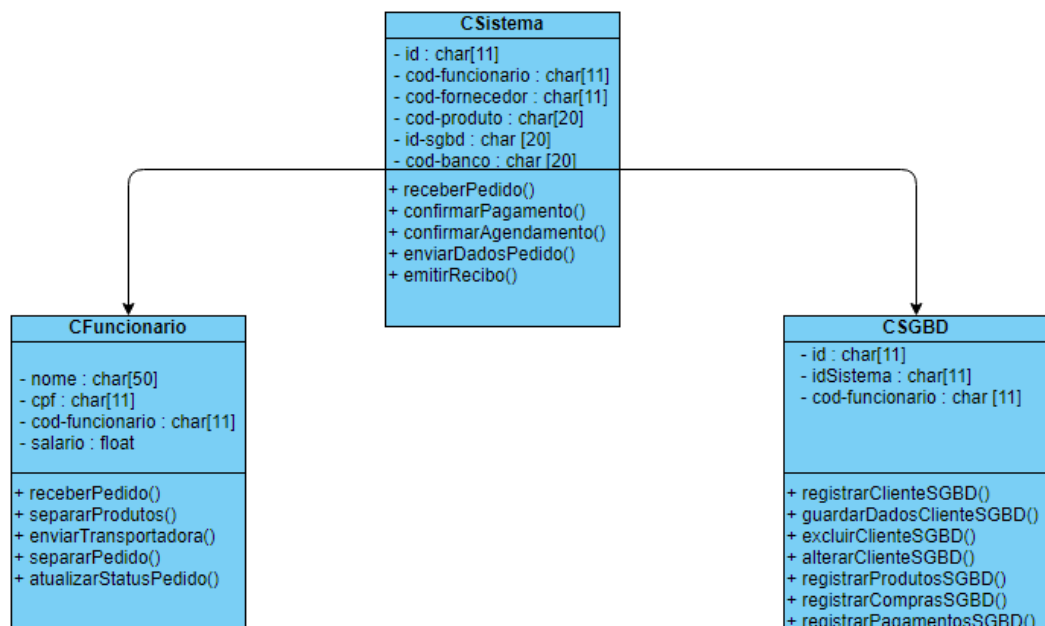 CSistema
- id : char[11]
- cod-funcionario : char[11]
- cod-fornecedor : char[11]
- cod-produto : char[20]
- id-sgbd : char [20]
- cod-banco : char [20]
+ receberPedido()
+ confirmarPagamento()
+ confirmarAgendamento()
+ enviarDadosPedido()
+ emitirRecibo()
CFuncionario
- nome : char[50]
- cpf : char[11]
- cod-funcionario : char[11]
- salario : float
+ receberPedido()
+ separarProdutos()
+ enviarTransportadora()
+ separarPedido()
+ atualizarStatusPedido()
CSGBD
- id : char[11]
- idSistema : char[11]
- cod-funcionario : char [11]
+ registrarClienteSGBD()
+ guardarDadosClienteSGBD()
+ excluirClienteSGBD()
+ alterarClienteSGBD()
+ registrarProdutosSGBD()
+ registrarComprasSGBD()
+ registrarPagamentosSGBD()